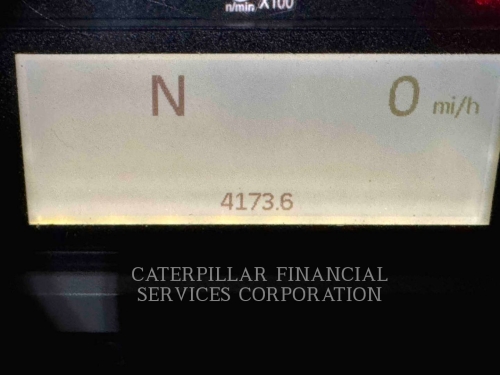 n/min X100
N 0 mi/h
4173.6
CATERPILLAR FINANCIAL
SERVICES CORPORATION